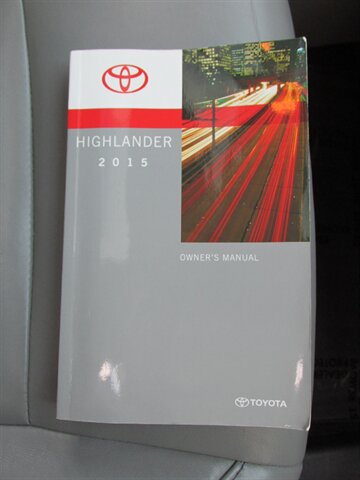 HIGHLANDER
2015
OWNER'S MANUAL
TOYOTA